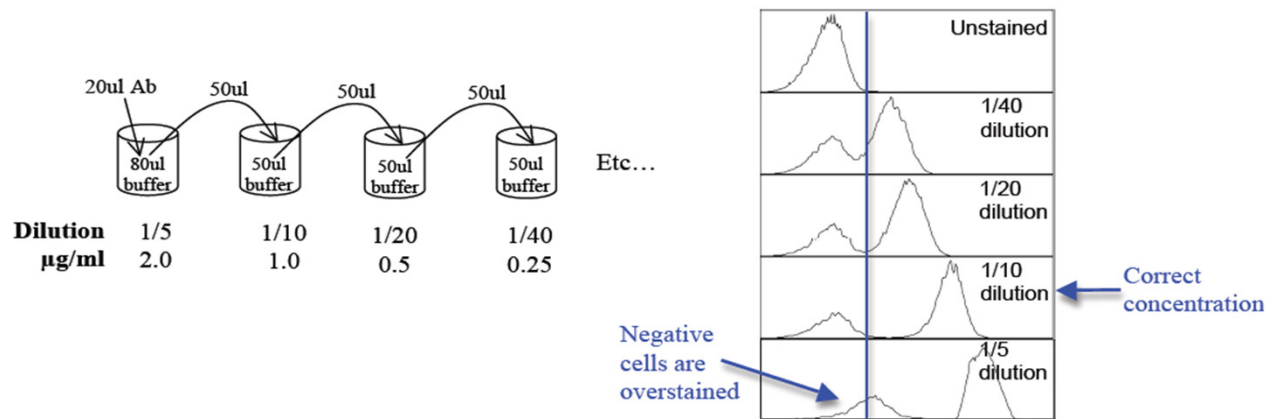 20ul Ab
50ul
50ul
50ul
80ul
buffer
50ul
buffer
50ul
buffer
50ul
buffer
Etc…
Dilution 1/5 1/10 1/20 1/40
µg/ml 2.0 1.0 0.5 0.25
Unstained
1/40
dilution
1/20
dilution
1/10
dilution
Correct
concentration
Negative
cells are
overstained
1/5
dilution